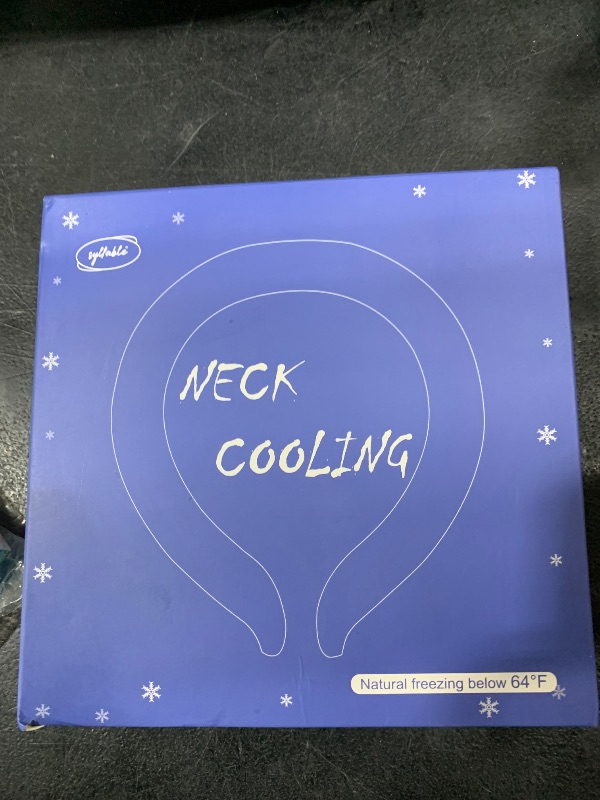 syllable
NECK
COOLING
Natural freezing below 64°F